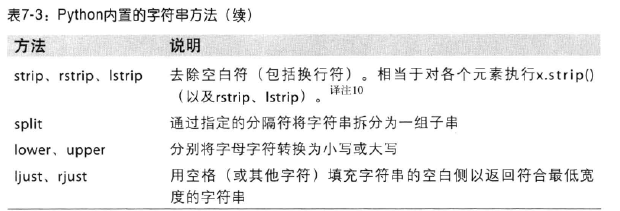 表7-3：Python内置的字符串方法（续）
方法 说明
strip、rstrip、lstrip 去除空白符（包括换行符）。相当于对各个元素执行x.strip()
（以及rstrip、lstrip）。译注10
split 通过指定的分隔符将字符串拆分为一组子串
lower、upper 分别将字母字符转换为小写或大写
ljust、rjust 用空格（或其他字符）填充字符串的空白侧以返回符合最低宽
度的字符串